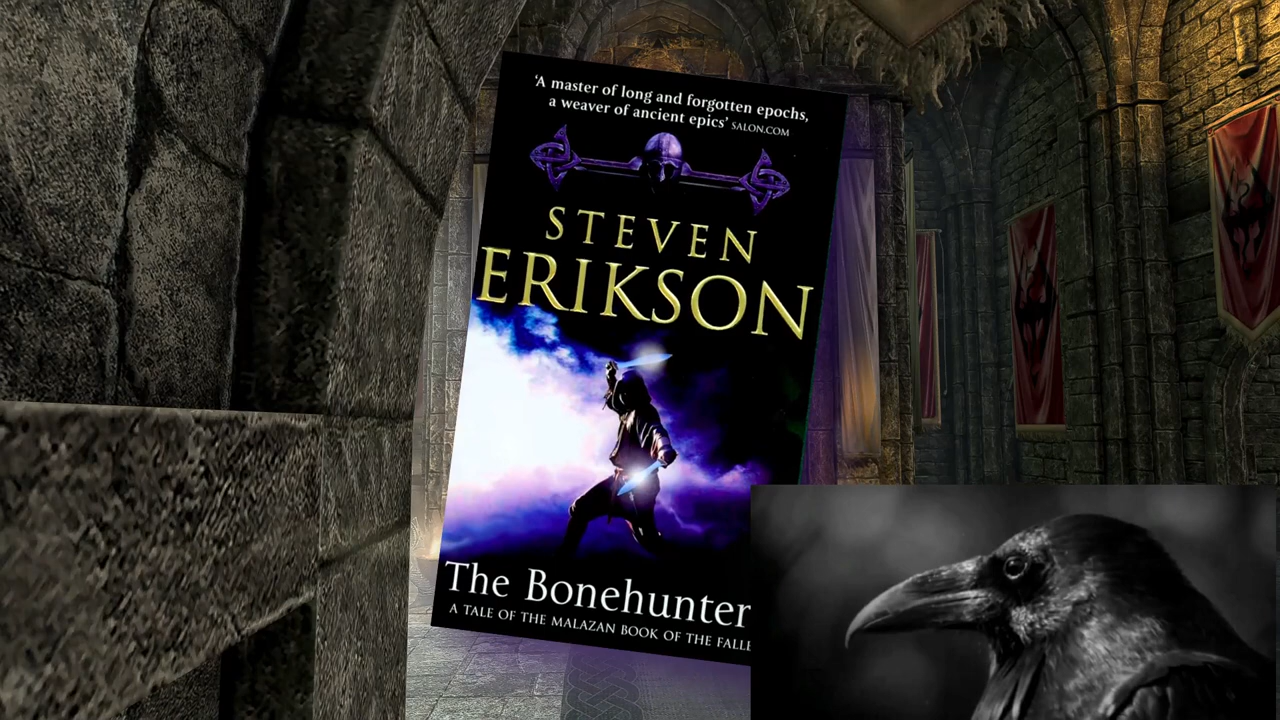 ‘A master of long and forgotten epochs,
a weaver of ancient epics’ SALON.COM
STEVEN
ERIKSON
The Bonehunter
A TALE OF THE MALAZAN BOOK OF THE FALLE